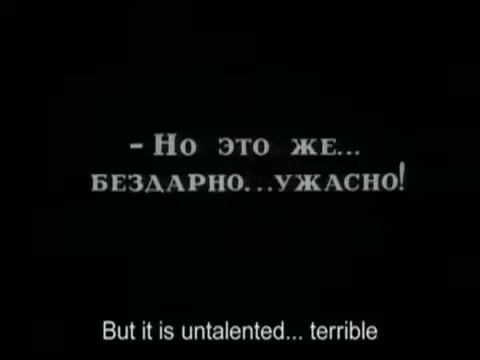 - Но это же...
бездарно...ужасно!
But it is untalented... terrible